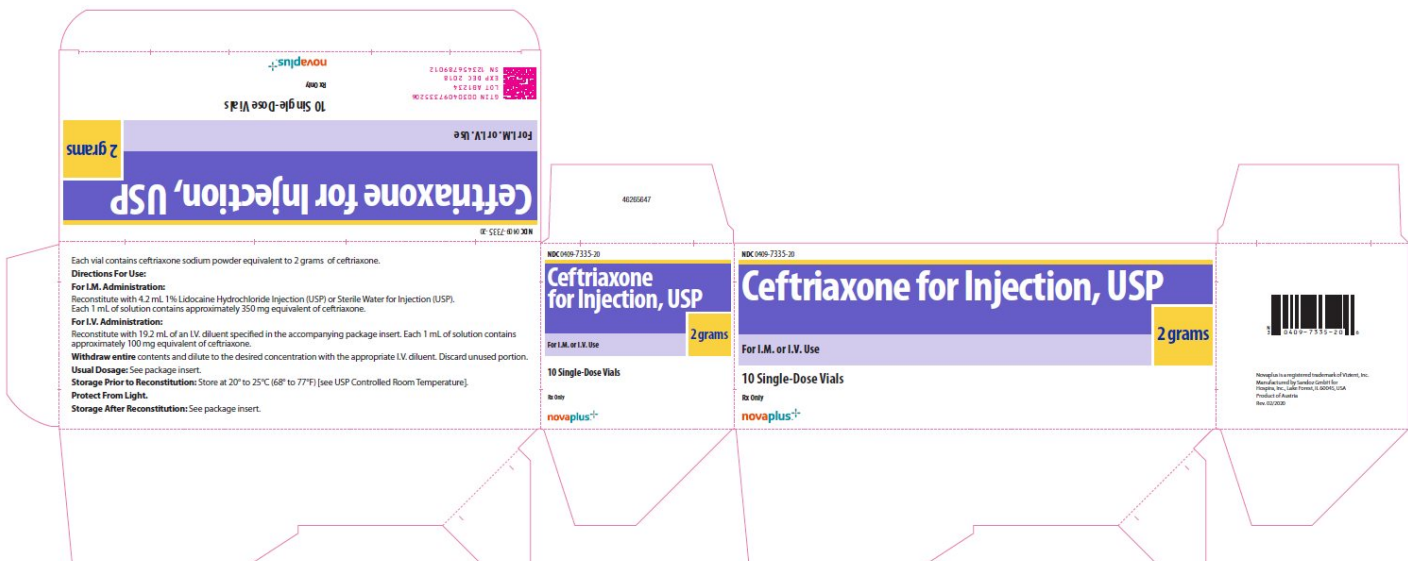 novaplus
Rx Only
10 Single-Dose Vials
GTIN 00304097335206
LOT AB1234
EXP DEC 2018
SN 123456789012
For I.M. or I.V. Use
2 grams
Ceftriaxone for Injection, USP
NDC 0409-7335-20
Each vial contains ceftriaxone sodium powder equivalent to 2 grams of ceftriaxone.
Directions For Use:
For I.M. Administration:
Reconstitute with 4.2 mL 1% Lidocaine Hydrochloride Injection (USP) or Sterile Water for Injection (USP).
Each 1 mL of solution contains approximately 350 mg equivalent of ceftriaxone.
For I.V. Administration:
Reconstitute with 19.2 mL of an I.V. diluent specified in the accompanying package insert. Each 1 mL of solution contains
approximately 100 mg equivalent of ceftriaxone.
Withdraw entire contents and dilute to the desired concentration with the appropriate I.V. diluent. Discard unused portion.
Usual Dosage: See package insert.
Storage Prior to Reconstitution: Store at 20° to 25°C (68° to 77°F) [see USP Controlled Room Temperature].
Protect From Light.
Storage After Reconstitution: See package insert.
46265647
NDC 0409-7335-20
Ceftriaxone
for Injection, USP
2 grams
For I.M. or I.V. Use
10 Single-Dose Vials
Rx Only
novaplus
NDC 0409-7335-20
Ceftriaxone for Injection, USP
2 grams
For I.M. or I.V. Use
10 Single-Dose Vials
Rx Only
novaplus
0409-7335-20
Novaplus is a registered trademark of Vizient, Inc.
Manufactured by Sandoz GmbH for
Hospira, Inc., Lake Forest, IL 60045, USA
Product of Austria
Rev. 02/2020